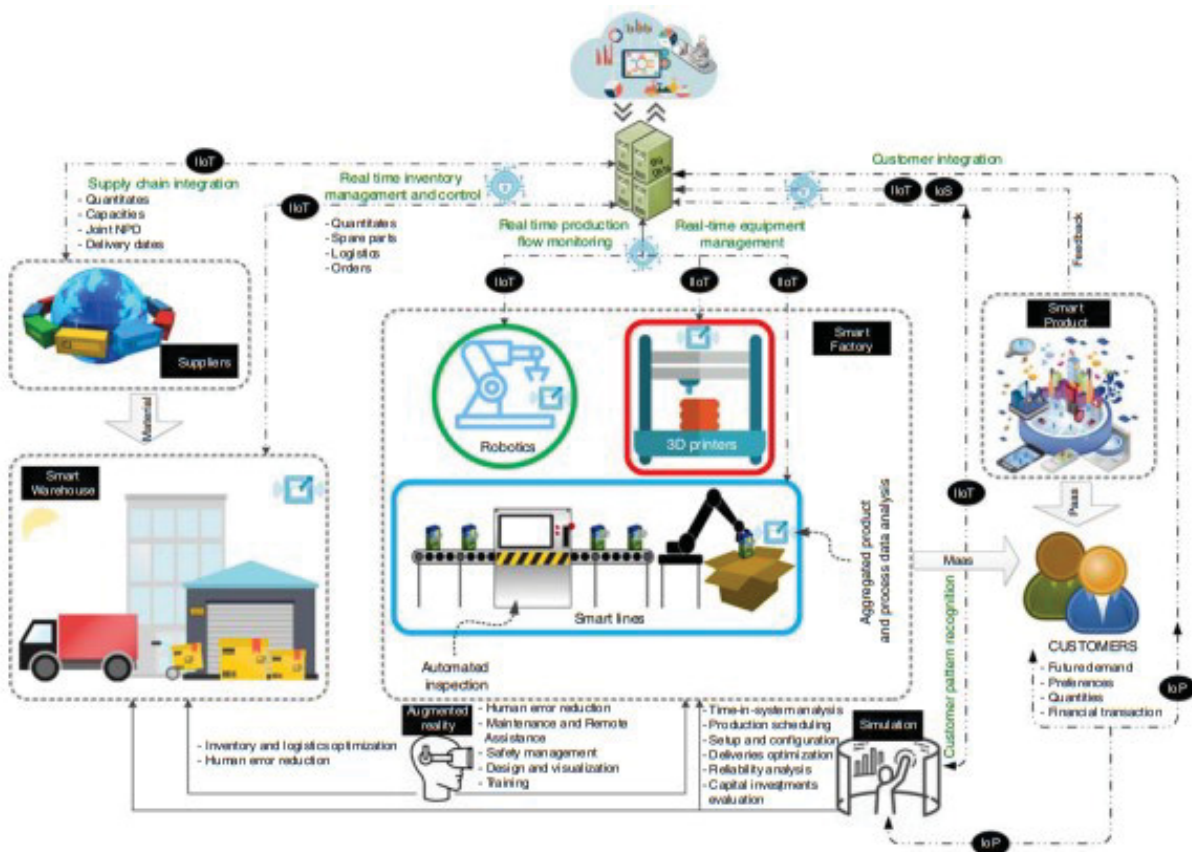 BIG DATA
IIoT
Supply chain integration
- Quantitates
- Capacities
- Joint NPD
- Delivery dates
Real time inventory
management and control
IIoT
- Quantitates
- Spare parts
- Logistics
- Orders
Real time production
flow monitoring
Real-time equipment
management
Customer integration
IIoT
IoS
IIoT
IIoT
IIoT
Feedback
Suppliers
Material
Smart
Warehouse
Smart
Factory
Robotics
3D printers
Smart lines
Automated
inspection
Aggregated product
and process data analysis
Smart
Product
Paas
IIoT
Maas
Customer pattern recognition
CUSTOMERS
- Future demand
- Preferences
- Quantities
- Financial transaction
IoP
Augmented
reality
- Inventory and logistics optimization
- Human error reduction
- Human error reduction
- Maintenance and Remote
Assistance
- Safety management
- Design and visualization
- Training
- Time-in-system analysis
- Production scheduling
- Setup and configuration
- Deliveries optimization
- Reliability analysis
- Capital investments
evaluation
Simulation
IoP